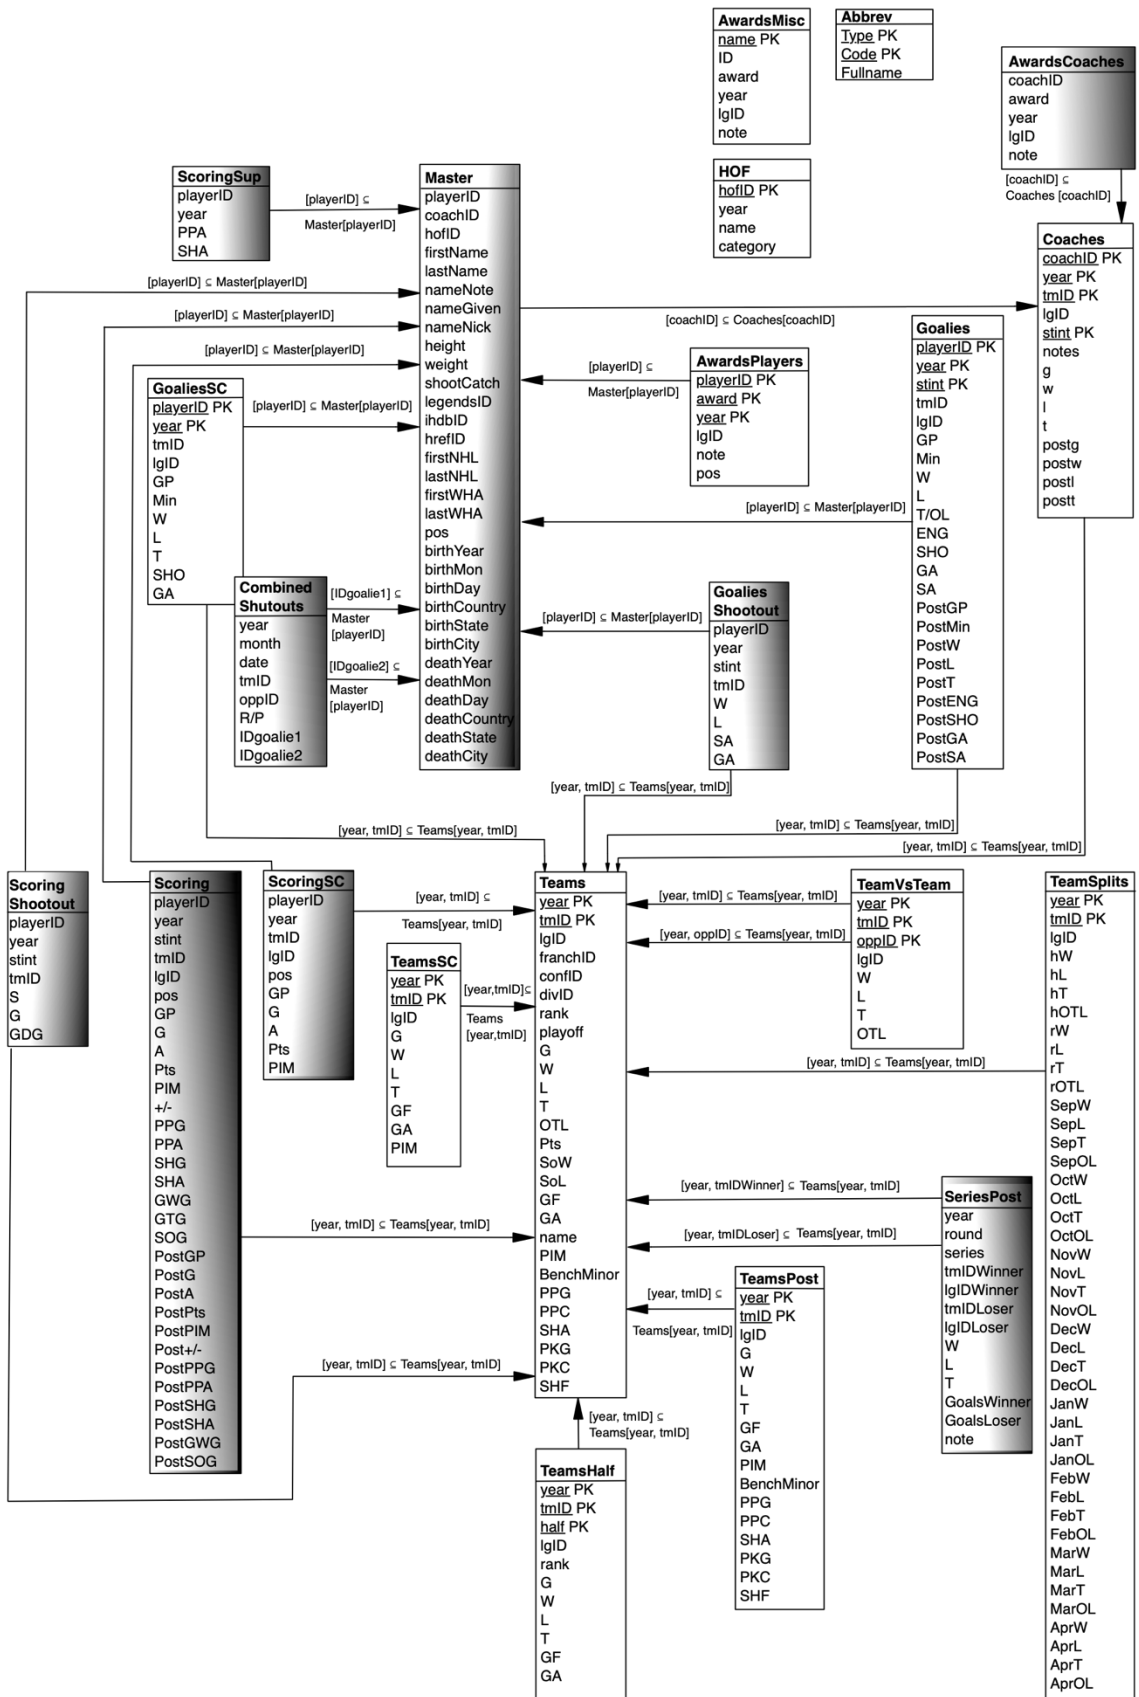 AwardsMisc
name PK
ID
award
year
lgID
note
Abbrev
Type PK
Code PK
Fullname
AwardsCoaches
coachID
award
year
lgID
note
[coachID] ⊆
Coaches [coachID]
HOF
hofID PK
year
name
category
ScoringSup
playerID
year
PPA
SHA
[playerID] ⊆
Master[playerID]
Master
playerID
coachID
hofID
firstName
lastName
nameNote
nameGiven
nameNick
height
weight
shootCatch
legendsID
ihdbID
hrefID
firstNHL
lastNHL
firstWHA
lastWHA
pos
birthYear
birthMon
birthDay
birthCountry
birthState
birthCity
deathYear
deathMon
deathDay
deathCountry
deathState
deathCity
Coaches
coachID PK
year PK
tmID PK
lgID
stint PK
notes
g
w
l
t
postg
postw
postl
postt
[playerID] ⊆ Master[playerID]
[playerID] ⊆ Master[playerID]
[playerID] ⊆ Master[playerID]
[coachID] ⊆ Coaches[coachID]
[playerID] ⊆
Master[playerID]
AwardsPlayers
playerID PK
award PK
year PK
lgID
note
pos
Goalies
playerID PK
year PK
stint PK
tmID
lgID
GP
Min
W
L
T/OL
ENG
SHO
GA
SA
PostGP
PostMin
PostW
PostL
PostT
PostENG
PostSHO
PostGA
PostSA
GoaliesSC
playerID PK
year PK
tmID
lgID
GP
Min
W
L
T
SHO
GA
[playerID] ⊆ Master[playerID]
[playerID] ⊆ Master[playerID]
Combined
Shutouts
year
month
date
tmID
oppID
R/P
IDgoalie1
IDgoalie2
[IDgoalie1] ⊆
Master
[playerID]
[IDgoalie2] ⊆
Master
[playerID]
[playerID] ⊆ Master[playerID]
Goalies
Shootout
playerID
year
stint
tmID
W
L
SA
GA
[year, tmID] ⊆ Teams[year, tmID]
[year, tmID] ⊆ Teams[year, tmID]
[year, tmID] ⊆ Teams[year, tmID]
[year, tmID] ⊆ Teams[year, tmID]
Scoring
Shootout
playerID
year
stint
tmID
S
G
GDG
Scoring
playerID
year
stint
tmID
lgID
pos
GP
G
A
Pts
PIM
+/-
PPG
PPA
SHG
SHA
GWG
GTG
SOG
PostGP
PostG
PostA
PostPts
PostPIM
Post+/-
PostPPG
PostPPA
PostSHG
PostSHA
PostGWG
PostSOG
ScoringSC
playerID
year
tmID
lgID
pos
GP
G
A
Pts
PIM
[year, tmID] ⊆
Teams[year, tmID]
TeamsSC
year PK
tmID PK
lgID
G
W
L
T
GF
GA
PIM
[year,tmID]⊆
Teams
[year,tmID]
Teams
year PK
tmID PK
lgID
franchID
confID
divID
rank
playoff
G
W
L
T
OTL
Pts
SoW
SoL
GF
GA
name
PIM
BenchMinor
PPG
PPC
SHA
PKG
PKC
SHF
[year, tmID] ⊆ Teams[year, tmID]
[year, oppID] ⊆ Teams[year, tmID]
TeamVsTeam
year PK
tmID PK
oppID PK
lgID
W
L
T
OTL
[year, tmID] ⊆ Teams[year, tmID]
TeamSplits
year PK
tmID PK
lgID
hW
hL
hT
hOTL
rW
rL
rT
rOTL
SepW
SepL
SepT
SepOL
OctW
OctL
OctT
OctOL
NovW
NovL
NovT
NovOL
DecW
DecL
DecT
DecOL
JanW
JanL
JanT
JanOL
FebW
FebL
FebT
FebOL
MarW
MarL
MarT
MarOL
AprW
AprL
AprT
AprOL
[year, tmIDWinner] ⊆ Teams[year, tmID]
[year, tmIDLoser] ⊆ Teams[year, tmID]
SeriesPost
year
round
series
tmIDWinner
lgIDWinner
tmIDLoser
lgIDLoser
W
L
T
GoalsWinner
GoalsLoser
note
[year, tmID] ⊆ Teams[year, tmID]
[year, tmID] ⊆ Teams[year, tmID]
[year, tmID] ⊆
Teams[year, tmID]
TeamsPost
year PK
tmID PK
lgID
G
W
L
T
GF
GA
PIM
BenchMinor
PPG
PPC
SHA
PKG
PKC
SHF
[year, tmID] ⊆
Teams[year, tmID]
TeamsHalf
year PK
tmID PK
half PK
lgID
rank
G
W
L
T
GF
GA